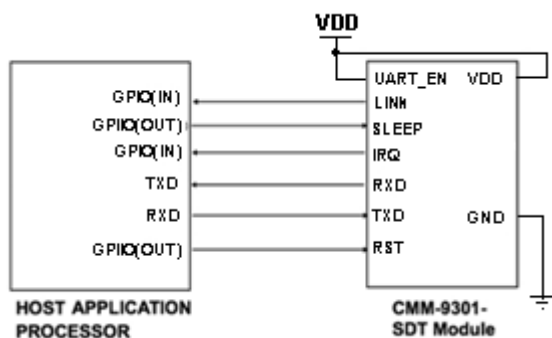 VDD
UART_EN VDD
GPIO(IN) LINK
GPIO(OUT) SLEEP
GPIO(IN) IRQ
TXD RXD
RXD TXD GND
GPIIO(OUT) RST
HOST APPLICATION
PROCESSOR
CMM-9301-
SDT Module